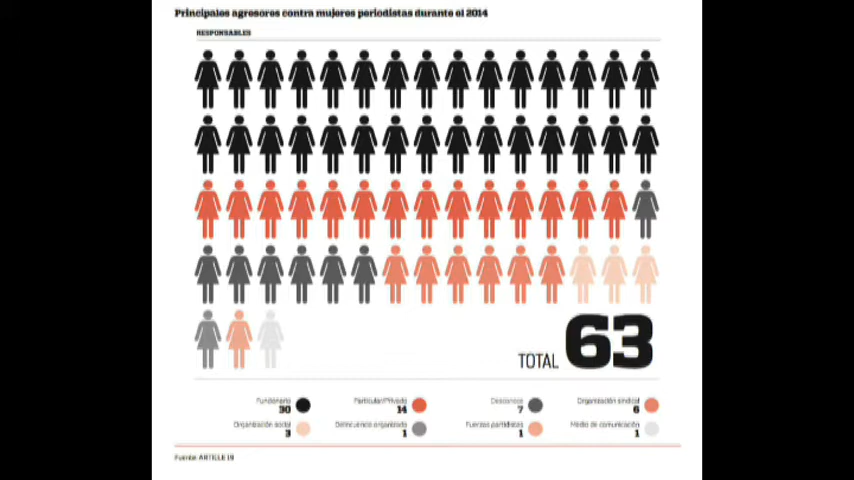 Principales agresores contra mujeres periodistas durante el 2014
RESPONSABLES
TOTAL 63
Funcionario 30
Particular/Privado 14
Desconoce 7
Organización sindical 6
Organización social 3
Delincuencia organizada 1
Fuerzas partidistas 1
Medio de comunicación 1
Fuente: ARTICLE 19